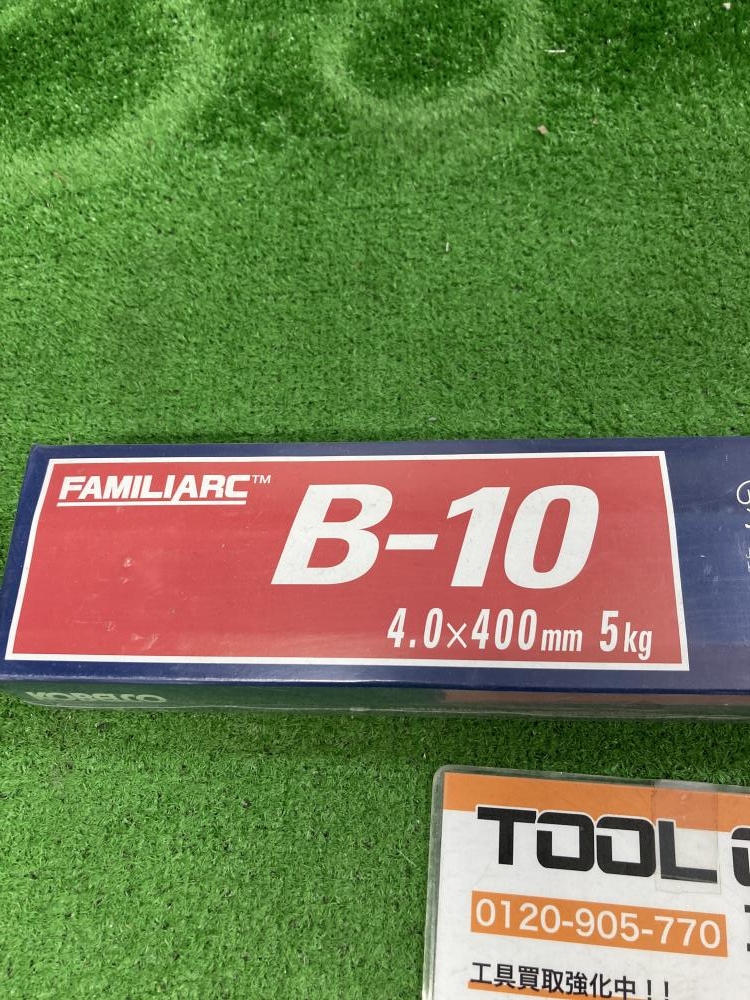 FAMILIARC™
B-10
4.0×400mm 5kg
KOBELCO
TOOL
0120-905-770
工具買取強化中！！